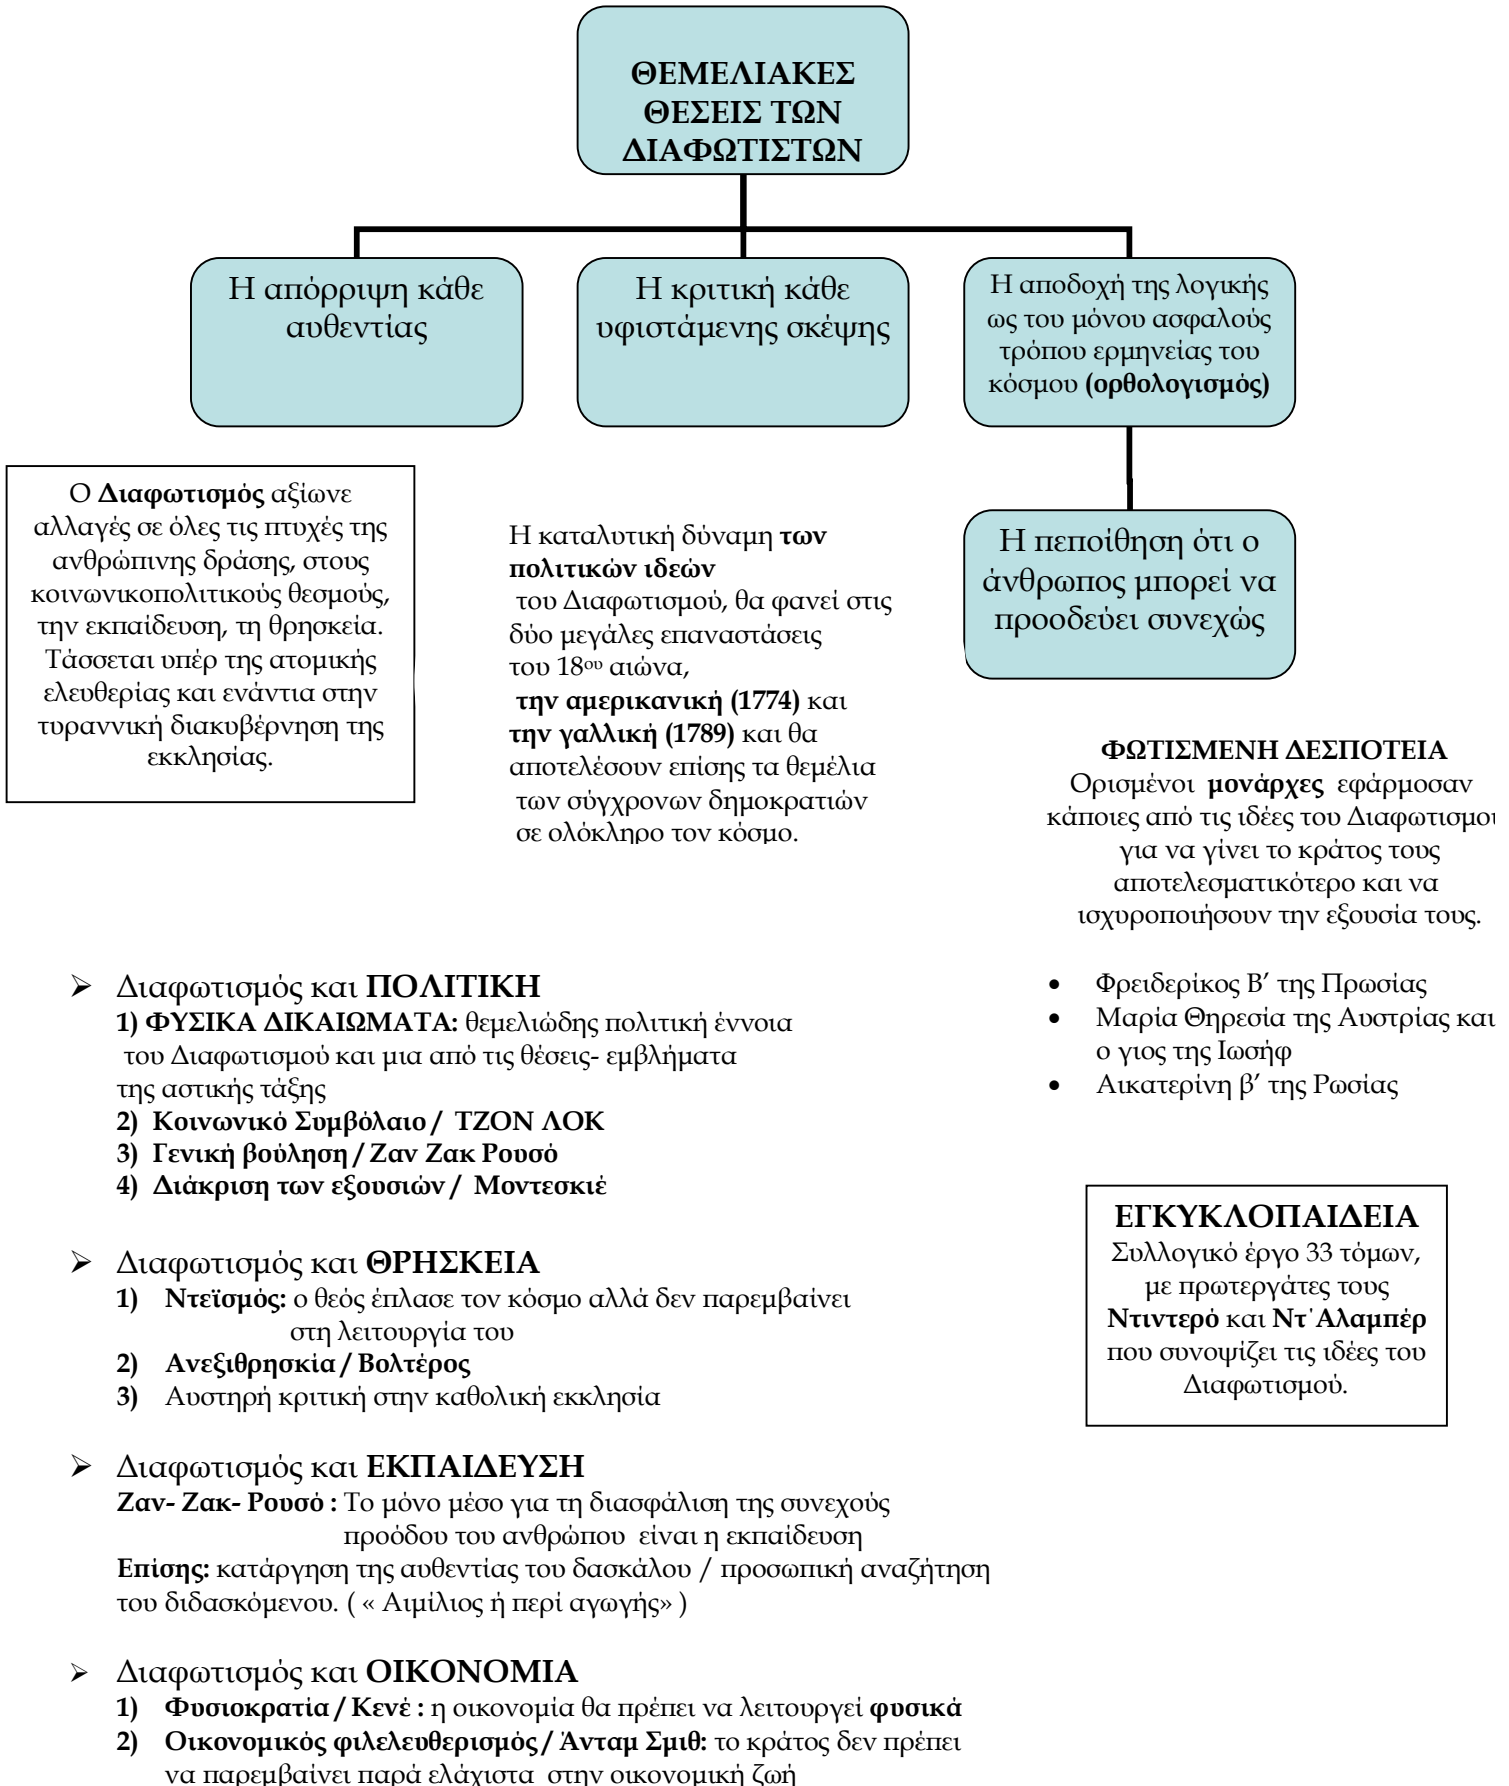 ΘΕΜΕΛΙΑΚΕΣ
ΘΕΣΕΙΣ ΤΩΝ
ΔΙΑΦΩΤΙΣΤΩΝ
Η απόρριψη κάθε
αυθεντίας
Η κριτική κάθε
υφιστάμενης σκέψης
Η αποδοχή της λογικής
ως του μόνου ασφαλούς
τρόπου ερμηνείας του
κόσμου (ορθολογισμός)
Η πεποίθηση ότι ο
άνθρωπος μπορεί να
προοδεύει συνεχώς
Ο Διαφωτισμός αξίωνε
αλλαγές σε όλες τις πτυχές της
ανθρώπινης δράσης, στους
κοινωνικοπολιτικούς θεσμούς,
την εκπαίδευση, τη θρησκεία.
Τάσσεται υπέρ της ατομικής
ελευθερίας και ενάντια στην
τυραννική διακυβέρνηση της
εκκλησίας.
Η καταλυτική δύναμη των
πολιτικών ιδεών
του Διαφωτισμού, θα φανεί στις
δύο μεγάλες επαναστάσεις
του 18ου αιώνα,
την αμερικανική (1774) και
την γαλλική (1789) και θα
αποτελέσουν επίσης τα θεμέλια
των σύγχρονων δημοκρατιών
σε ολόκληρο τον κόσμο.
ΦΩΤΙΣΜΕΝΗ ΔΕΣΠΟΤΕΙΑ
Ορισμένοι μονάρχες εφάρμοσαν
κάποιες από τις ιδέες του Διαφωτισμού
για να γίνει το κράτος τους
αποτελεσματικότερο και να
ισχυροποιήσουν την εξουσία τους.
• Φρειδερίκος Β’ της Πρωσίας
• Μαρία Θηρεσία της Αυστρίας και
ο γιος της Ιωσήφ
• Αικατερίνη β’ της Ρωσίας
➢ Διαφωτισμός και ΠΟΛΙΤΙΚΗ
1) ΦΥΣΙΚΑ ΔΙΚΑΙΩΜΑΤΑ: θεμελιώδης πολιτική έννοια
του Διαφωτισμού και μια από τις θέσεις- εμβλήματα
της αστικής τάξης
2) Κοινωνικό Συμβόλαιο / ΤΖΟΝ ΛΟΚ
3) Γενική βούληση / Ζαν Ζακ Ρουσό
4) Διάκριση των εξουσιών / Μοντεσκιέ
➢ Διαφωτισμός και ΘΡΗΣΚΕΙΑ
1) Ντεϊσμός: ο θεός έπλασε τον κόσμο αλλά δεν παρεμβαίνει
στη λειτουργία του
2) Ανεξιθρησκία / Βολτέρος
3) Αυστηρή κριτική στην καθολική εκκλησία
ΕΓΚΥΚΛΟΠΑΙΔΕΙΑ
Συλλογικό έργο 33 τόμων,
με πρωτεργάτες τους
Ντιντερό και Ντ᾽Αλαμπέρ
που συνοψίζει τις ιδέες του
Διαφωτισμού.
➢ Διαφωτισμός και ΕΚΠΑΙΔΕΥΣΗ
Ζαν- Ζακ- Ρουσό : Το μόνο μέσο για τη διασφάλιση της συνεχούς
προόδου του ανθρώπου είναι η εκπαίδευση
Επίσης: κατάργηση της αυθεντίας του δασκάλου / προσωπική αναζήτηση
του διδασκόμενου. ( « Αιμίλιος ή περί αγωγής» )
➢ Διαφωτισμός και ΟΙΚΟΝΟΜΙΑ
1) Φυσιοκρατία / Κενέ : η οικονομία θα πρέπει να λειτουργεί φυσικά
2) Οικονομικός φιλελευθερισμός / Άνταμ Σμιθ: το κράτος δεν πρέπει
να παρεμβαίνει παρά ελάχιστα στην οικονομική ζωή